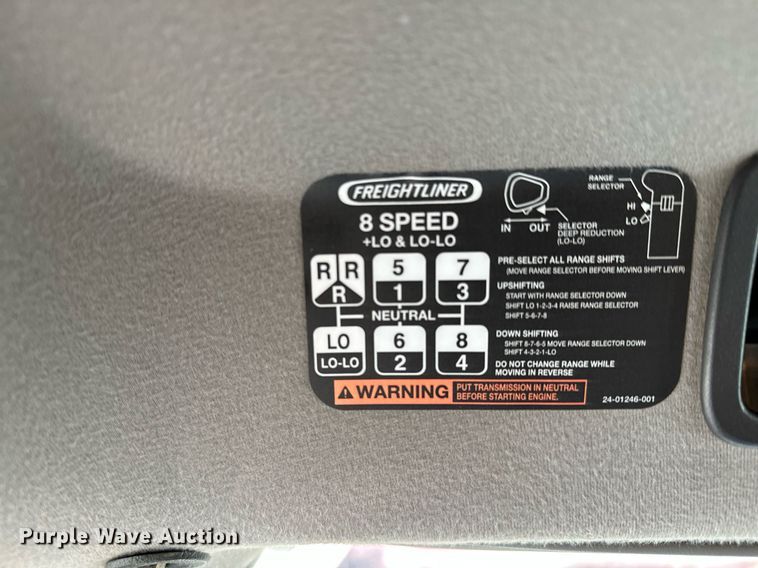 FREIGHTLINER
8 SPEED
+LO & LO-LO
R R
R
5
1
7
3
NEUTRAL
LO
LO-LO
6
2
8
4
IN OUT
SELECTOR
DEEP REDUCTION
(LO-LO)
RANGE
SELECTOR
HI
LO
PRE-SELECT ALL RANGE SHIFTS
(MOVE RANGE SELECTOR BEFORE MOVING SHIFT LEVER)
UPSHIFTING
START WITH RANGE SELECTOR DOWN
SHIFT LO 1-2-3-4 RAISE RANGE SELECTOR
SHIFT 5-6-7-8
DOWN SHIFTING
SHIFT 8-7-6-5 MOVE RANGE SELECTOR DOWN
SHIFT 4-3-2-1-LO
DO NOT CHANGE RANGE WHILE
MOVING IN REVERSE
WARNING
PUT TRANSMISSION IN NEUTRAL
BEFORE STARTING ENGINE.
24-01246-001
Purple Wave Auction